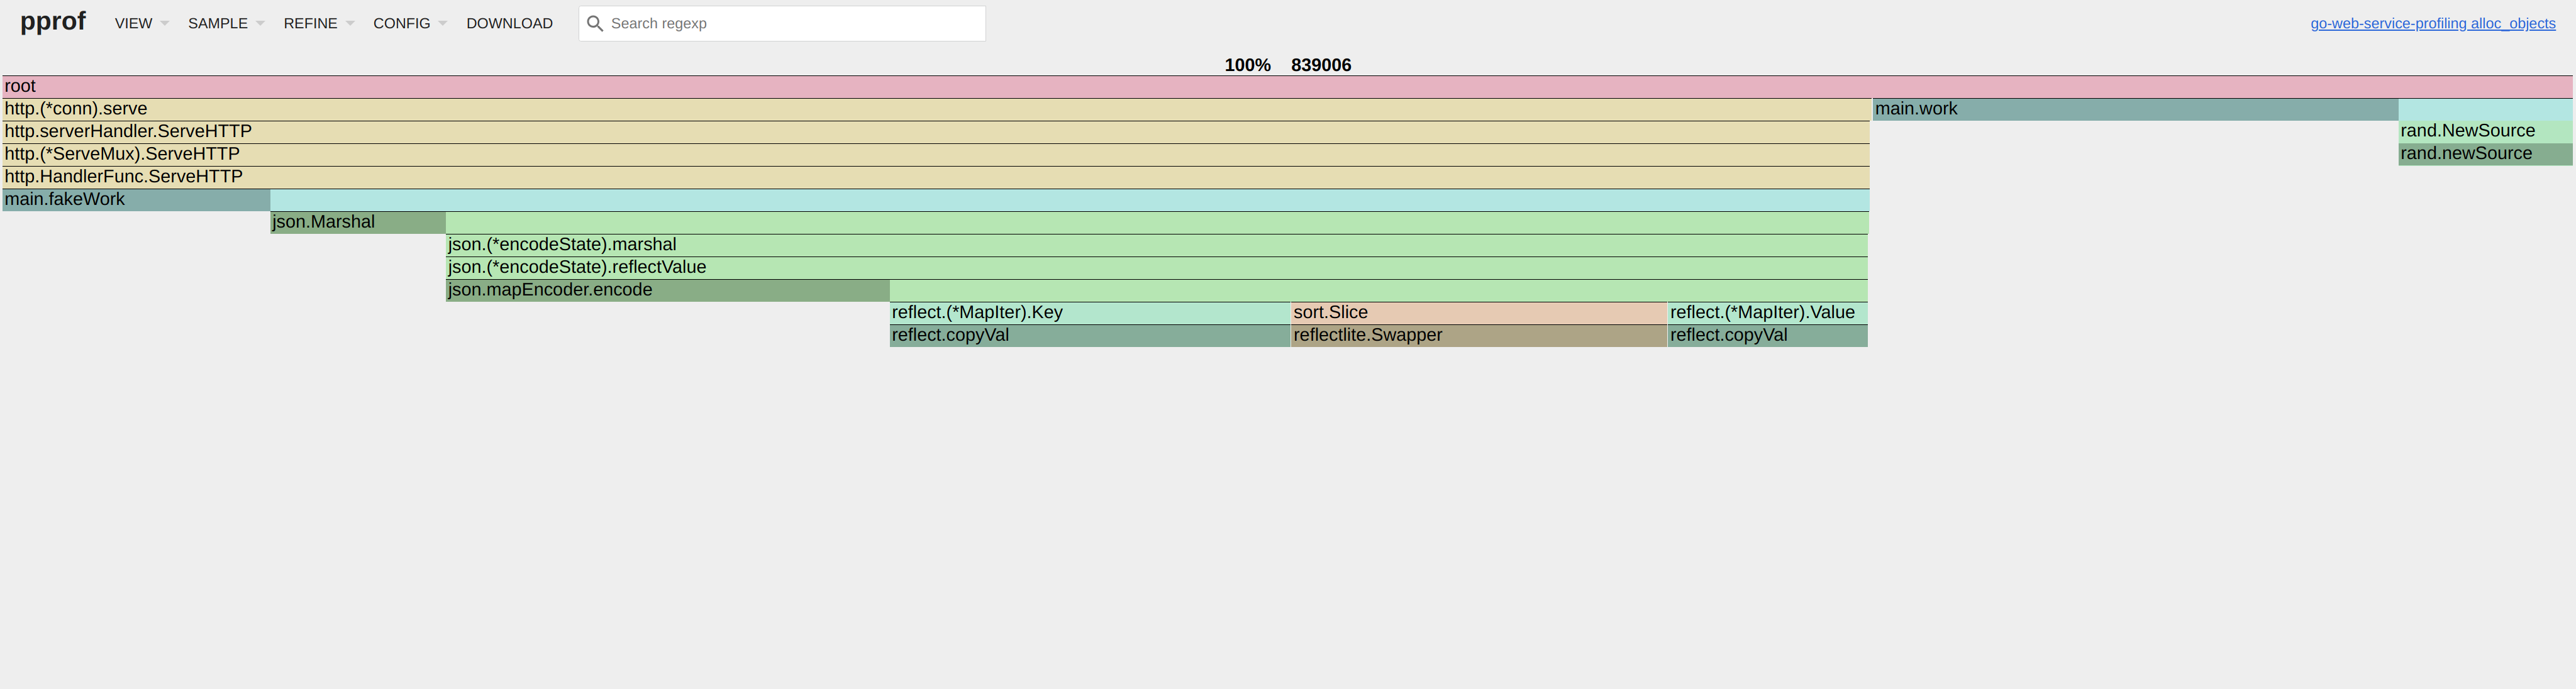 pprof VIEW SAMPLE REFINE CONFIG DOWNLOAD Search regexp go-web-service-profiling alloc_objects
100% 839006
root
http.(*conn).serve main.work
http.serverHandler.ServeHTTP rand.NewSource
http.(*ServeMux).ServeHTTP rand.newSource
http.HandlerFunc.ServeHTTP
main.fakeWork
json.Marshal
json.(*encodeState).marshal
json.(*encodeState).reflectValue
json.mapEncoder.encode
reflect.(*MapIter).Key sort.Slice reflect.(*MapIter).Value
reflect.copyVal reflectlite.Swapper reflect.copyVal